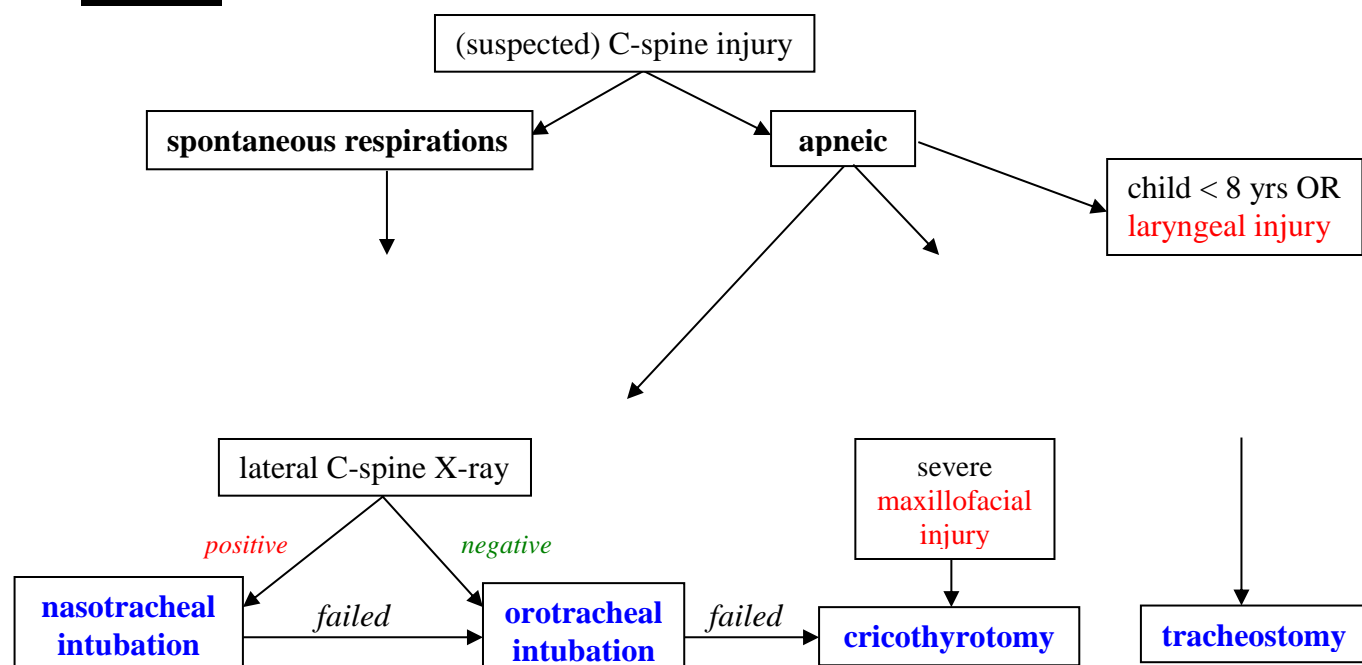 (suspected) C-spine injury
spontaneous respirations
apneic
child < 8 yrs OR
laryngeal injury
lateral C-spine X-ray
severe
maxillofacial
injury
positive
negative
nasotracheal
intubation
failed
orotracheal
intubation
failed
cricothyrotomy
tracheostomy